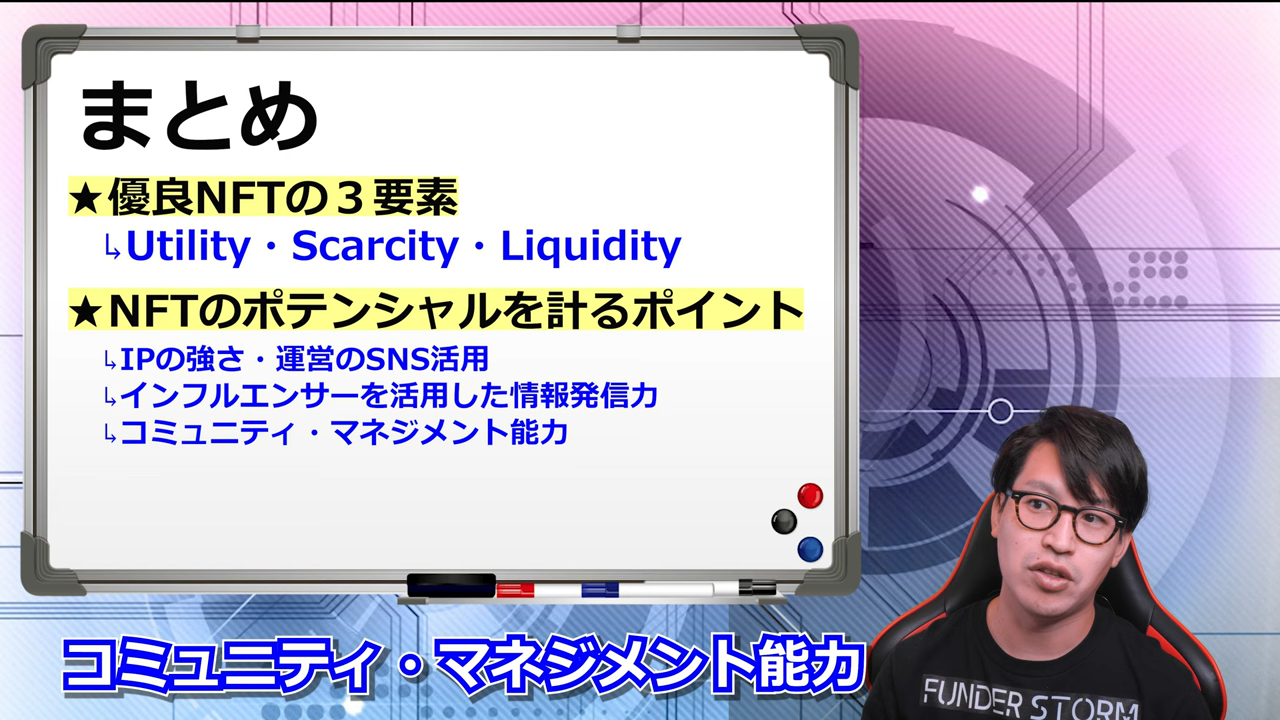 まとめ
★優良NFTの３要素
↳Utility・Scarcity・Liquidity
★NFTのポテンシャルを計るポイント
↳IPの強さ・運営のSNS活用
↳インフルエンサーを活用した情報発信力
↳コミュニティ・マネジメント能力
コミュニティ・マネジメント能力
FUNDER STORM